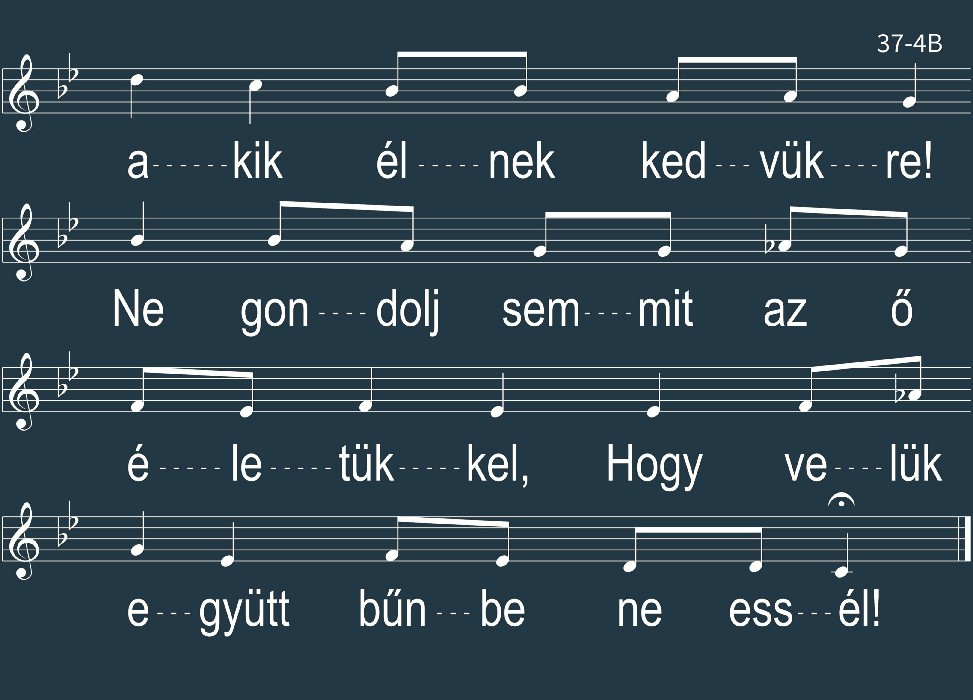 37-4B
a------kik él-----nek ked---vük----re!
Ne gon----dolj sem----mit az ő
é-----le-----tük----kel, Hogy ve----lük
e---gyütt bűn---be ne ess---él!